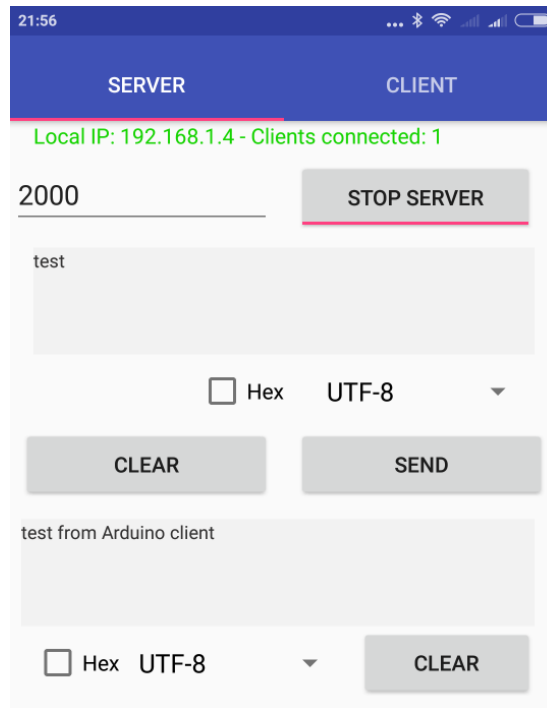 21:56
SERVER CLIENT
Local IP: 192.168.1.4 - Clients connected: 1
2000 STOP SERVER
test
Hex UTF-8
CLEAR SEND
test from Arduino client
Hex UTF-8 CLEAR